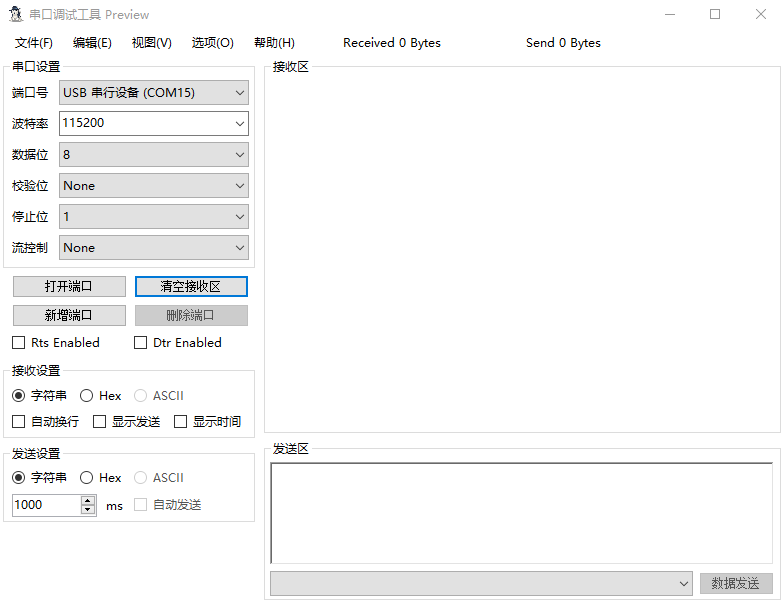 串口调试工具 Preview
文件(F) 编辑(E) 视图(V) 选项(O) 帮助(H) Received 0 Bytes Send 0 Bytes
串口设置
端口号 USB 串行设备 (COM15)
波特率 115200
数据位 8
校验位 None
停止位 1
流控制 None
打开端口 清空接收区
新增端口 删除端口
Rts Enabled Dtr Enabled
接收设置
字符串 Hex ASCII
自动换行 显示发送 显示时间
发送设置
字符串 Hex ASCII
1000 ms 自动发送
接收区
发送区
数据发送